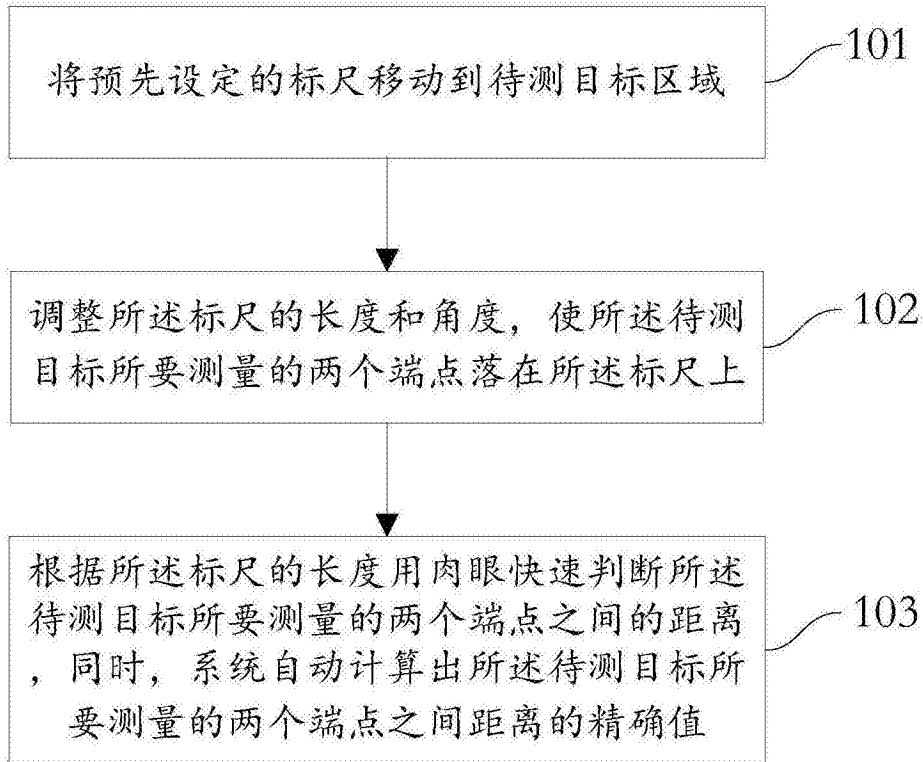 将预先设定的标尺移动到待测目标区域
101
调整所述标尺的长度和角度，使所述待测
目标所要测量的两个端点落在所述标尺上
102
根据所述标尺的长度用肉眼快速判断所述
待测目标所要测量的两个端点之间的距离
，同时，系统自动计算出所述待测目标所
要测量的两个端点之间距离的精确值
103